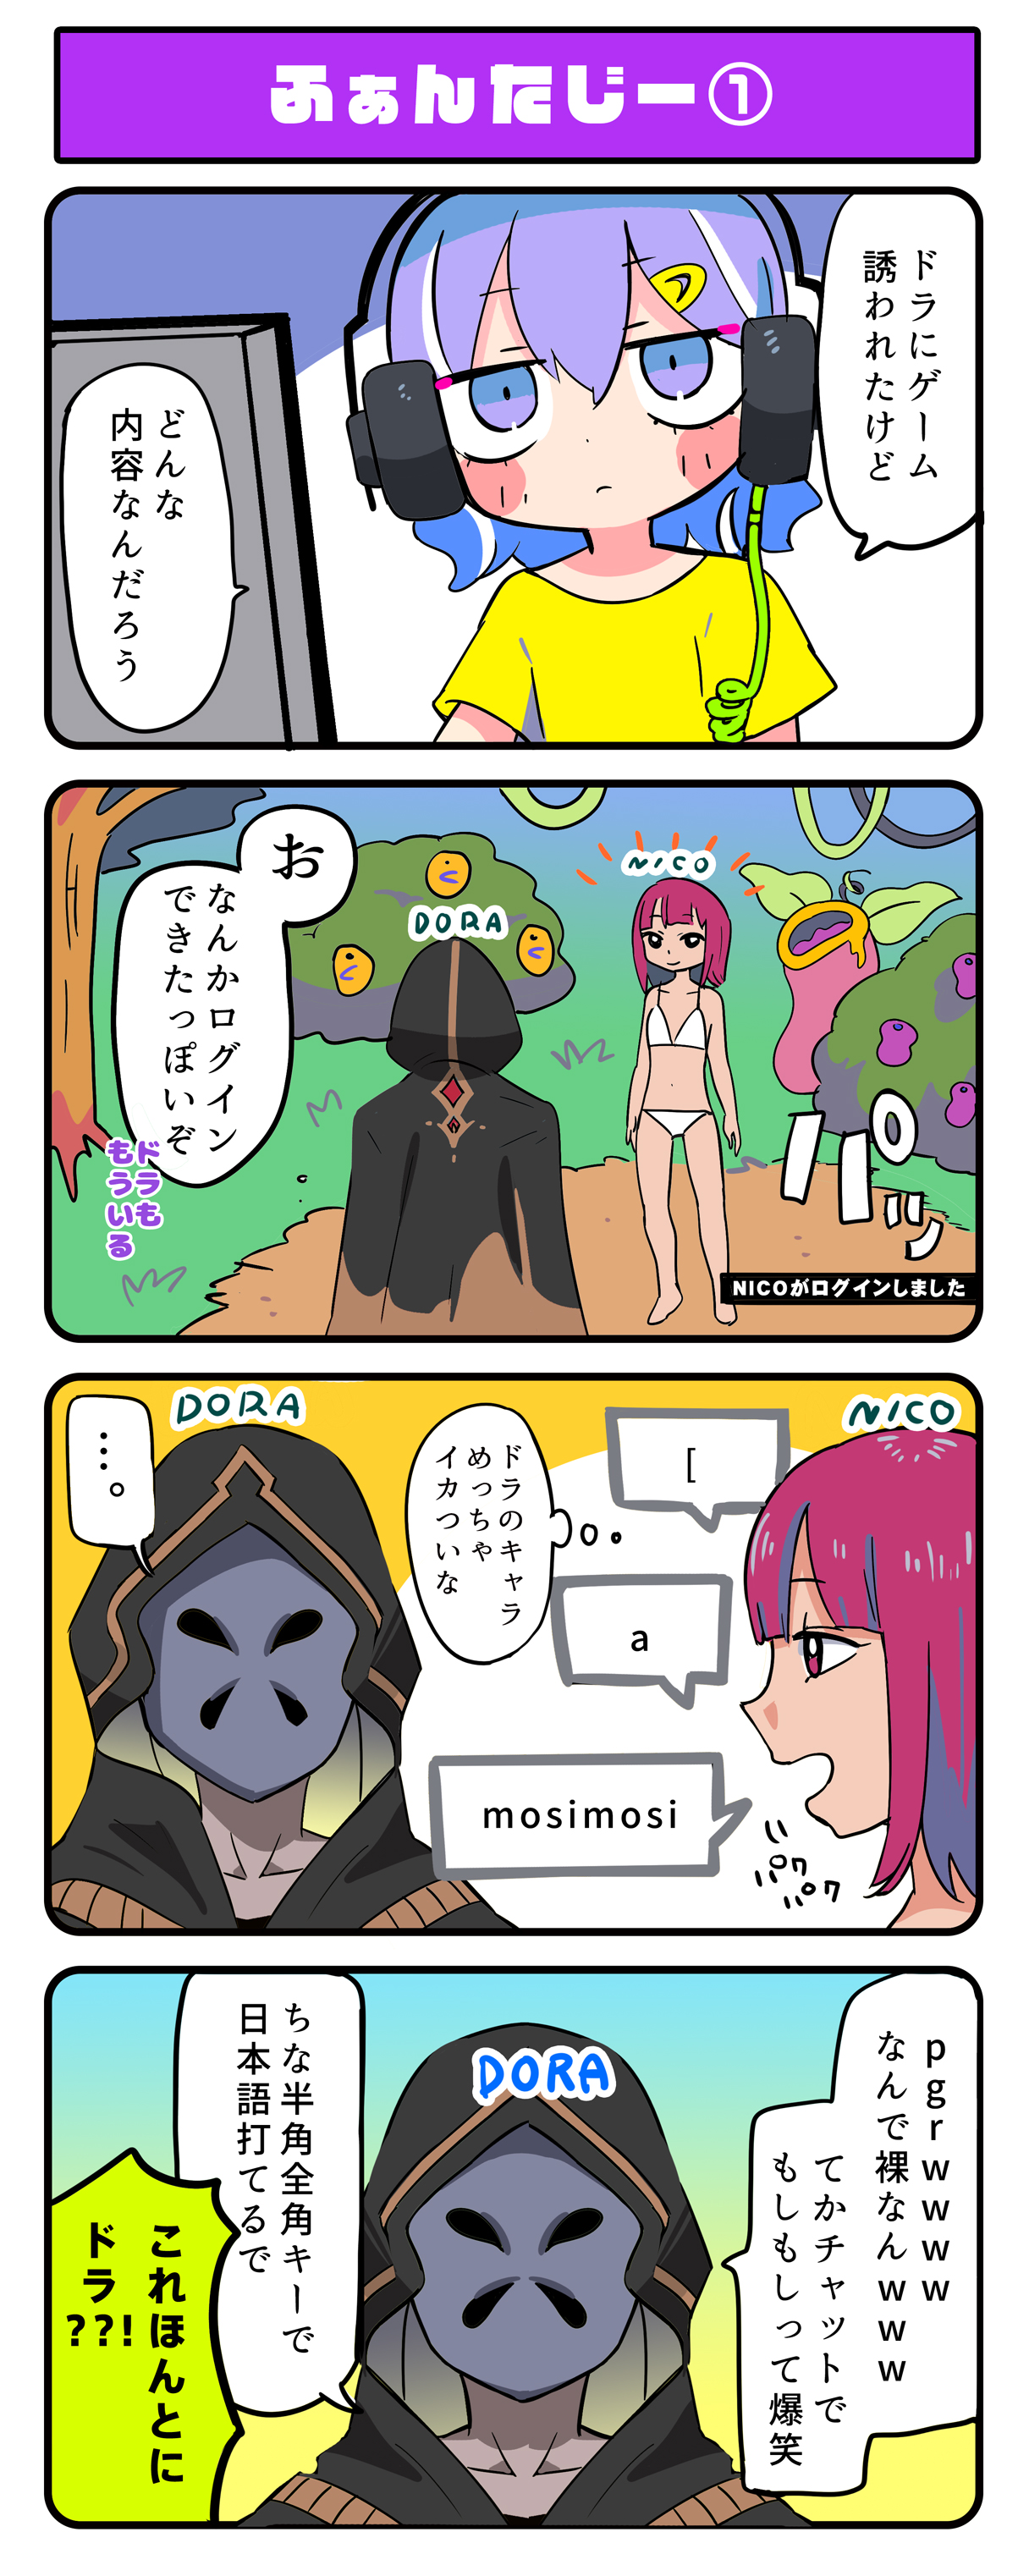 ふぁんたじー①
ドラにゲーム
誘われたけど
どんな
内容なんだろう
お
なんかログイン
できたっぽいぞ
DORA
NICO
パッ
ドラも
もういる
NICOがログインしました
NICO
[
a
mosimosi
パクパク
ドラのキャラ
めっちゃ
イカついな
DORA
…。
pgrwwww
なんで裸なんwww
てかチャットで
もしもしって爆笑
DORA
ちな半角全角キーで
日本語打てるで
これほんとに
ドラ??!